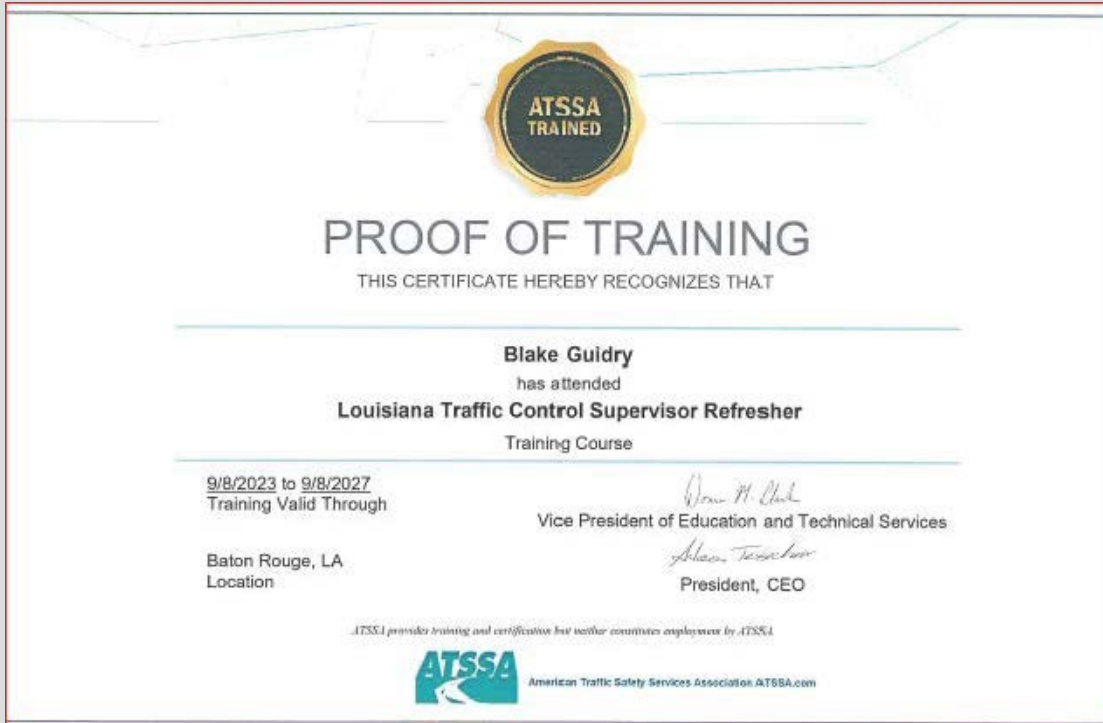 ATSSA
TRAINED
PROOF OF TRAINING
THIS CERTIFICATE HEREBY RECOGNIZES THAT
Blake Guidry
has attended
Louisiana Traffic Control Supervisor Refresher
Training Course
9/8/2023 to 9/8/2027
Training Valid Through
Vice President of Education and Technical Services
Baton Rouge, LA
Location
President, CEO
ATSSA provides training and certification but neither constitutes employment by ATSSA
ATSSA
American Traffic Safety Services Association ATSSA.com